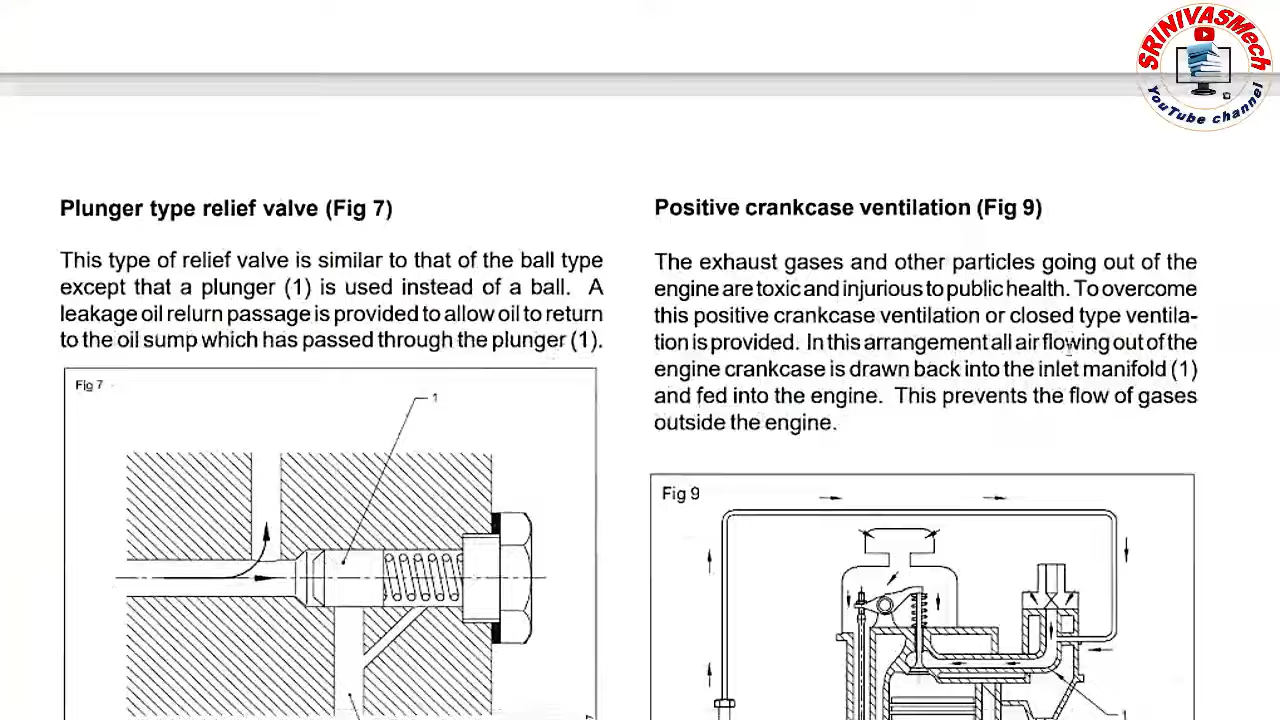 SRINIVASMech
YouTube channel
Plunger type relief valve (Fig 7)
This type of relief valve is similar to that of the ball type
except that a plunger (1) is used instead of a ball. A
leakage oil relurn passage is provided to allow oil to return
to the oil sump which has passed through the plunger (1).
Fig 7
1
Positive crankcase ventilation (Fig 9)
The exhaust gases and other particles going out of the
engine are toxic and injurious to public health. To overcome
this positive crankcase ventilation or closed type ventila-
tion is provided. In this arrangement all air flowing out of the
engine crankcase is drawn back into the inlet manifold (1)
and fed into the engine. This prevents the flow of gases
outside the engine.
Fig 9
1